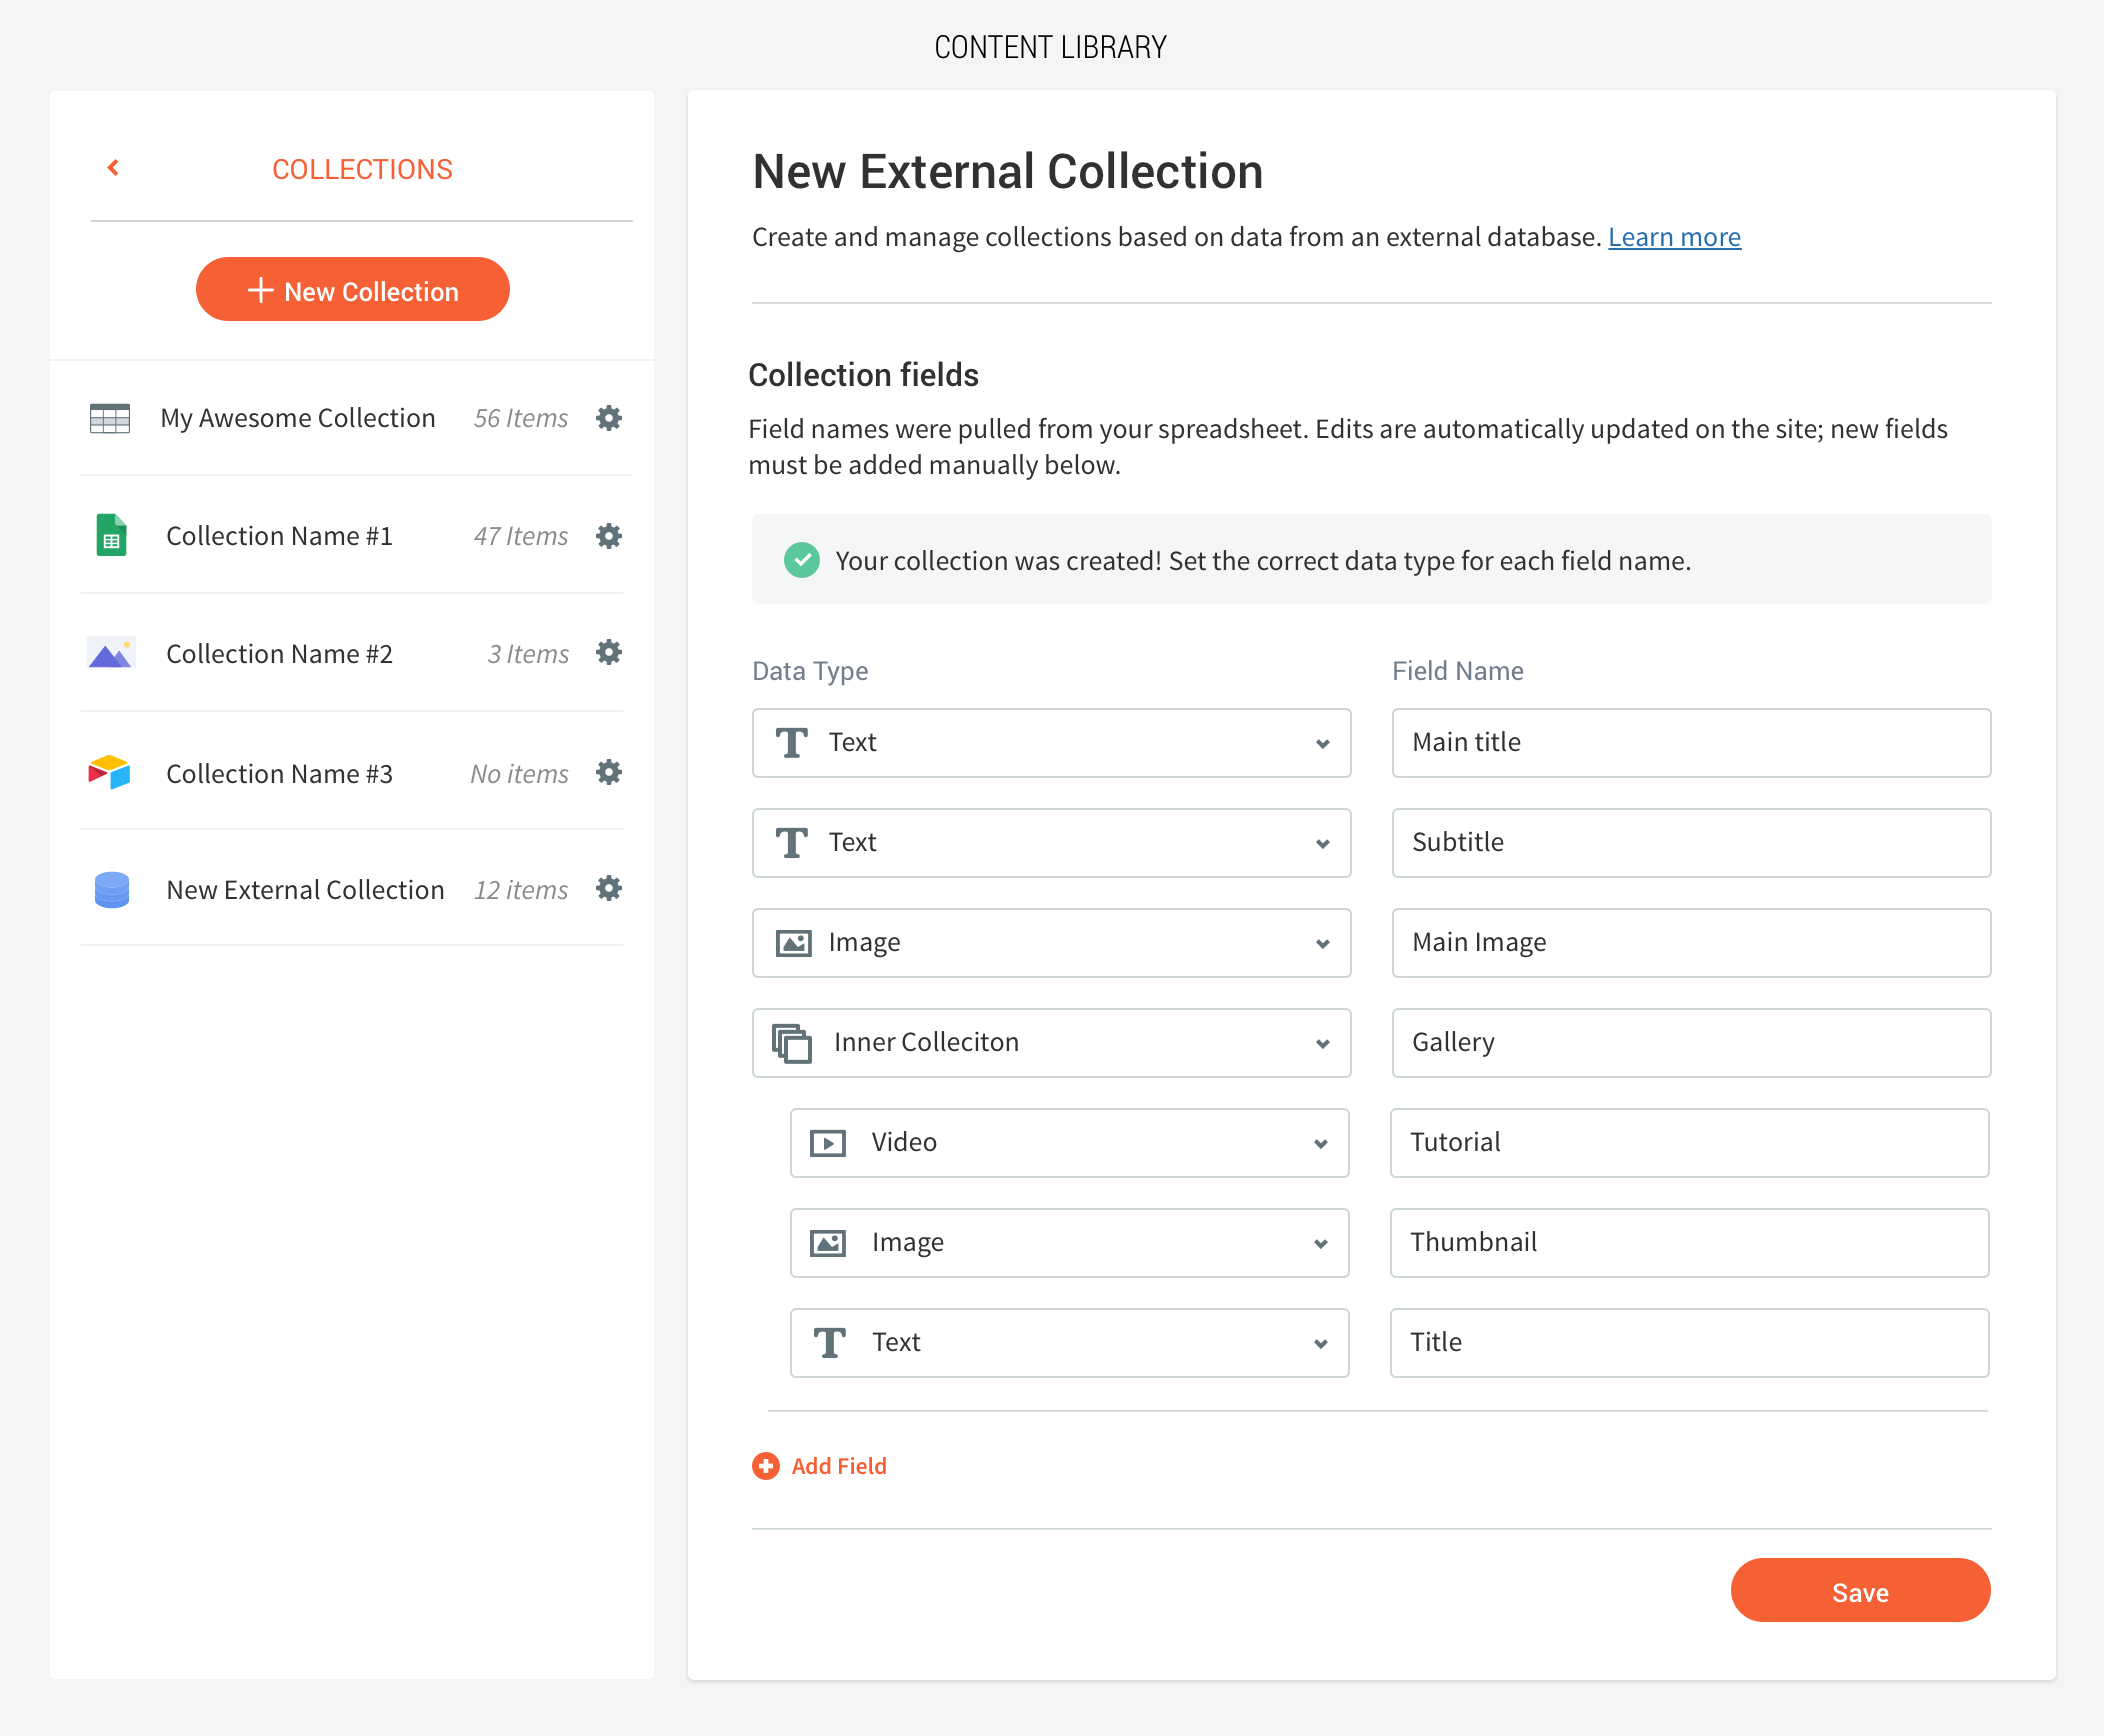 CONTENT LIBRARY
COLLECTIONS
New Collection
My Awesome Collection 56 Items
Collection Name #1 47 Items
Collection Name #2 3 Items
Collection Name #3 No items
New External Collection 12 items
New External Collection
Create and manage collections based on data from an external database. Learn more
Collection fields
Field names were pulled from your spreadsheet. Edits are automatically updated on the site; new fields
must be added manually below.
Your collection was created! Set the correct data type for each field name.
Data Type Field Name
Text Main title
Text Subtitle
Image Main Image
Inner Colleciton Gallery
Video Tutorial
Image Thumbnail
Text Title
Add Field
Save